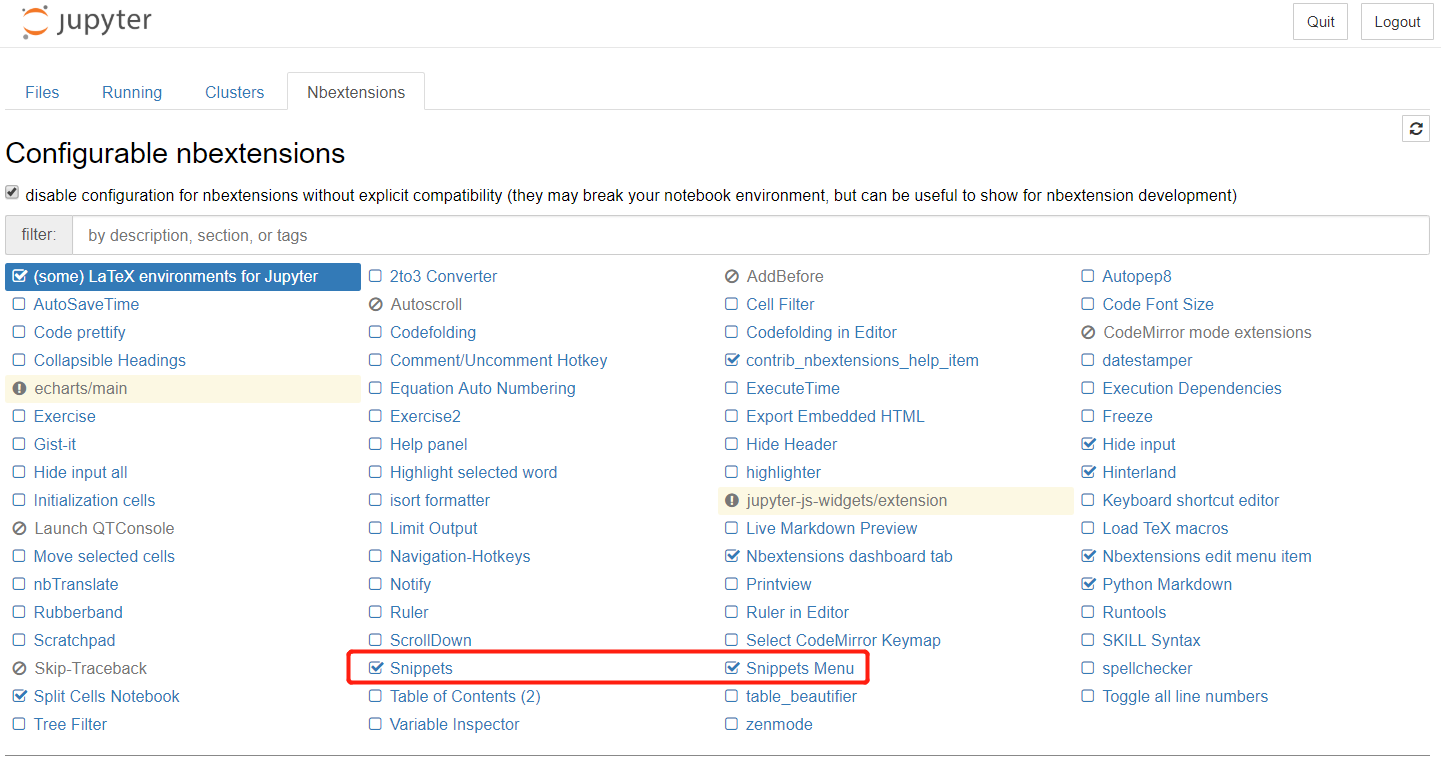 jupyter Quit Logout
Files Running Clusters Nbextensions
Configurable nbextensions
disable configuration for nbextensions without explicit compatibility (they may break your notebook environment, but can be useful to show for nbextension development)
filter: by description, section, or tags
(some) LaTeX environments for Jupyter 2to3 Converter AddBefore Autopep8
AutoSaveTime Autoscroll Cell Filter Code Font Size
Code prettify Codefolding Codefolding in Editor CodeMirror mode extensions
Collapsible Headings Comment/Uncomment Hotkey contrib_nbextensions_help_item datestamper
echarts/main Equation Auto Numbering ExecuteTime Execution Dependencies
Exercise Exercise2 Export Embedded HTML Freeze
Gist-it Help panel Hide Header Hide input
Hide input all Highlight selected word highlighter Hinterland
Initialization cells isort formatter jupyter-js-widgets/extension Keyboard shortcut editor
Launch QTConsole Limit Output Live Markdown Preview Load TeX macros
Move selected cells Navigation-Hotkeys Nbextensions dashboard tab Nbextensions edit menu item
nbTranslate Notify Printview Python Markdown
Rubberband Ruler Ruler in Editor Runtools
Scratchpad ScrollDown Select CodeMirror Keymap SKILL Syntax
Skip-Traceback Snippets Snippets Menu spellchecker
Split Cells Notebook Table of Contents (2) table_beautifier Toggle all line numbers
Tree Filter Variable Inspector zenmode